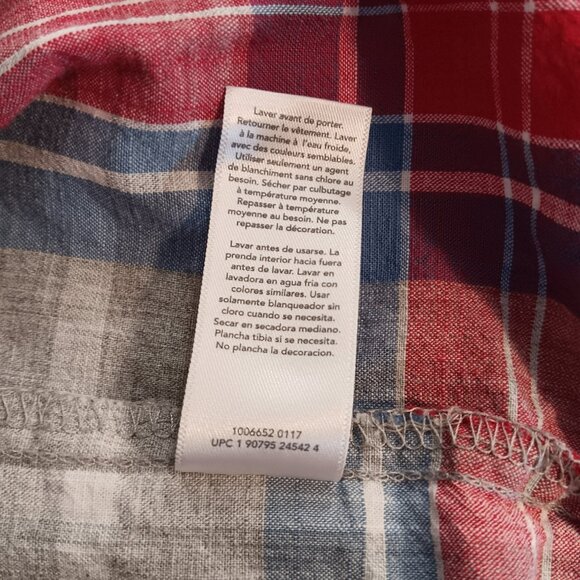 Laver avant de porter.
Retourner le vêtement. Laver
à la machine à l'eau froide,
avec des couleurs semblables.
Utiliser seulement un agent
de blanchiment sans chlore au
besoin. Sécher par culbutage
à température moyenne.
Repasser à température
moyenne au besoin. Ne pas
repasser la décoration.
Lavar antes de usarse. La
prenda interior hacia fuera
antes de lavar. Lavar en
lavadora en agua fria con
colores similares. Usar
solamente blanqueador sin
cloro cuando se necesita.
Secar en secadora mediano.
Plancha tibia si se necesita.
No plancha la decoracion.
1006652 0117
UPC 1 90795 24542 4